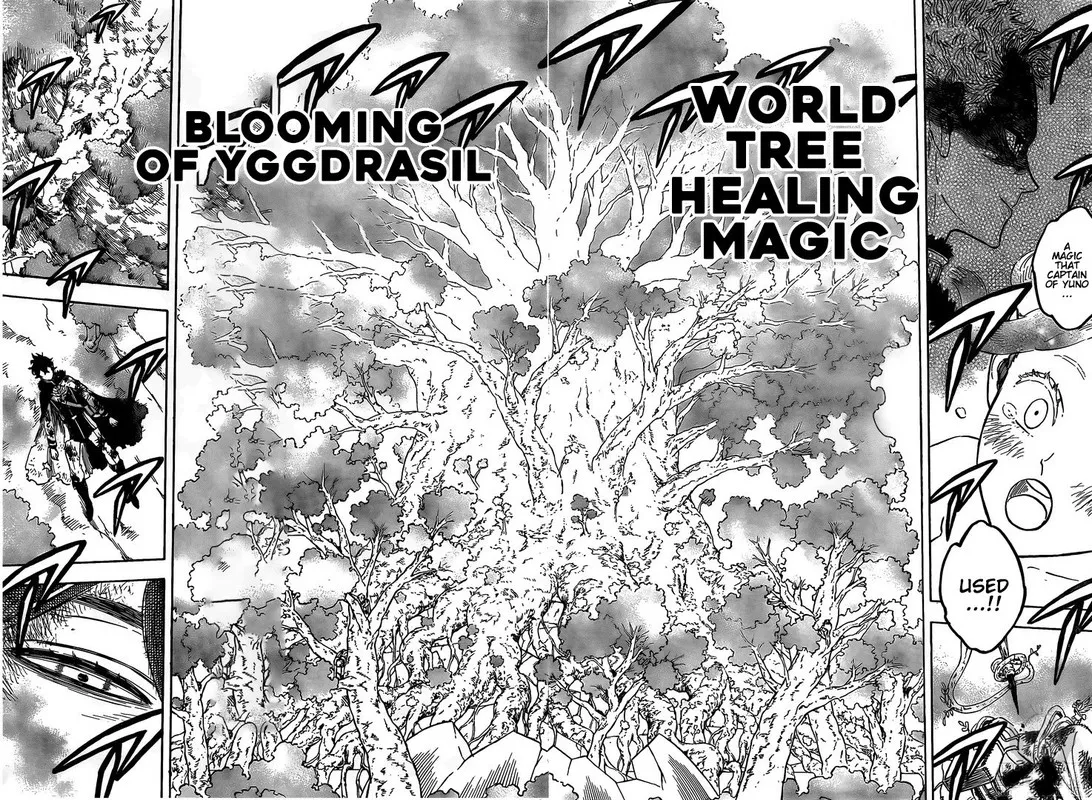 A
MAGIC
THAT
CAPTAIN
OF YUNO
...
USED
...!!
WORLD
TREE
HEALING
MAGIC
BLOOMING
OF YGGDRASIL